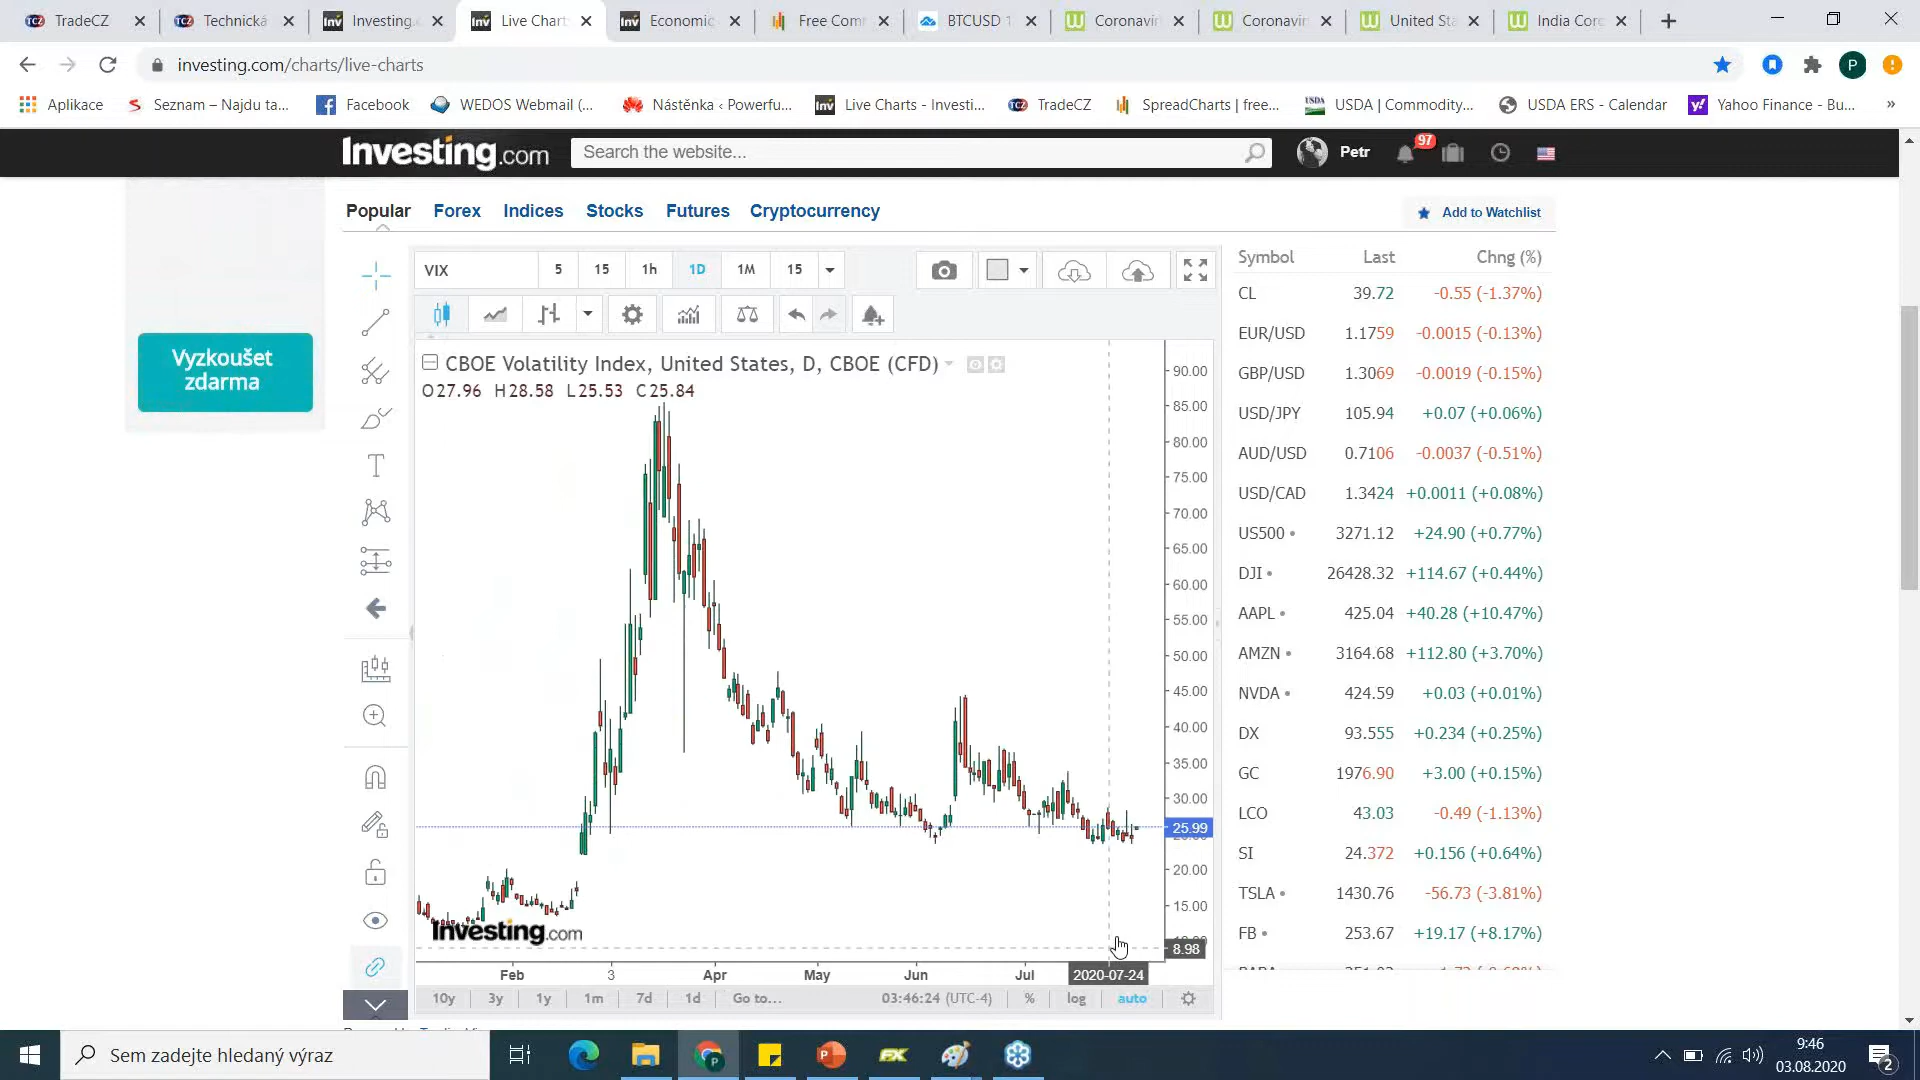 TradeCZ
Technická
Investing.c
Live Chart
Economic
Free Com
BTCUSD 1
Coronavir
Coronavir
United Sta
India Cor
investing.com/charts/live-charts
P
Aplikace
Seznam – Najdu ta...
Facebook
WEDOS Webmail (...
Nástěnka ‹ Powerfu...
Live Charts - Investi...
TradeCZ
SpreadCharts | free...
USDA | Commodity...
USDA ERS - Calendar
Yahoo Finance - Bu...
»
Investing.com
Search the website...
Petr
97
Vyzkoušet
zdarma
Popular
Forex
Indices
Stocks
Futures
Cryptocurrency
Add to Watchlist
VIX
5
15
1h
1D
1M
15
CBOE Volatility Index, United States, D, CBOE (CFD)
O27.96 H28.58 L25.53 C25.84
90.00
85.00
80.00
75.00
70.00
65.00
60.00
55.00
50.00
45.00
40.00
35.00
30.00
25.99
20.00
15.00
8.98
Investing.com
Feb
3
Apr
May
Jun
Jul
2020-07-24
10y
3y
1y
1m
7d
1d
Go to...
03:46:24 (UTC-4)
%
log
auto
Symbol Last Chng (%)
CL 39.72 -0.55 (-1.37%)
EUR/USD 1.1759 -0.0015 (-0.13%)
GBP/USD 1.3069 -0.0019 (-0.15%)
USD/JPY 105.94 +0.07 (+0.06%)
AUD/USD 0.7106 -0.0037 (-0.51%)
USD/CAD 1.3424 +0.0011 (+0.08%)
US500 3271.12 +24.90 (+0.77%)
DJI 26428.32 +114.67 (+0.44%)
AAPL 425.04 +40.28 (+10.47%)
AMZN 3164.68 +112.80 (+3.70%)
NVDA 424.59 +0.03 (+0.01%)
DX 93.555 +0.234 (+0.25%)
GC 1976.90 +3.00 (+0.15%)
LCO 43.03 -0.49 (-1.13%)
SI 24.372 +0.156 (+0.64%)
TSLA 1430.76 -56.73 (-3.81%)
FB 253.67 +19.17 (+8.17%)
Sem zadejte hledaný výraz
9:46
03.08.2020
2